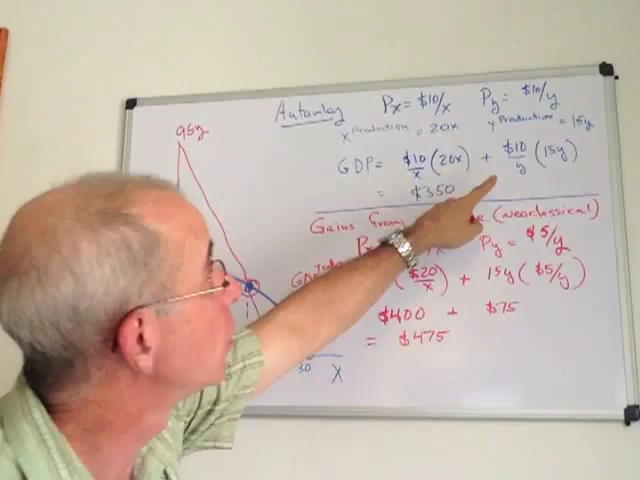 Autarky Px = $10/x Py = $10/y
x Production = 20x y Production = 15y
95y
GDP = $10/x (20x) + $10/y (15y)
= $350
Gains (neoclassical)
P Py = $5/y
GD ($20/x) + 15y ($5/y)
$400 + $75
= $475
30 X